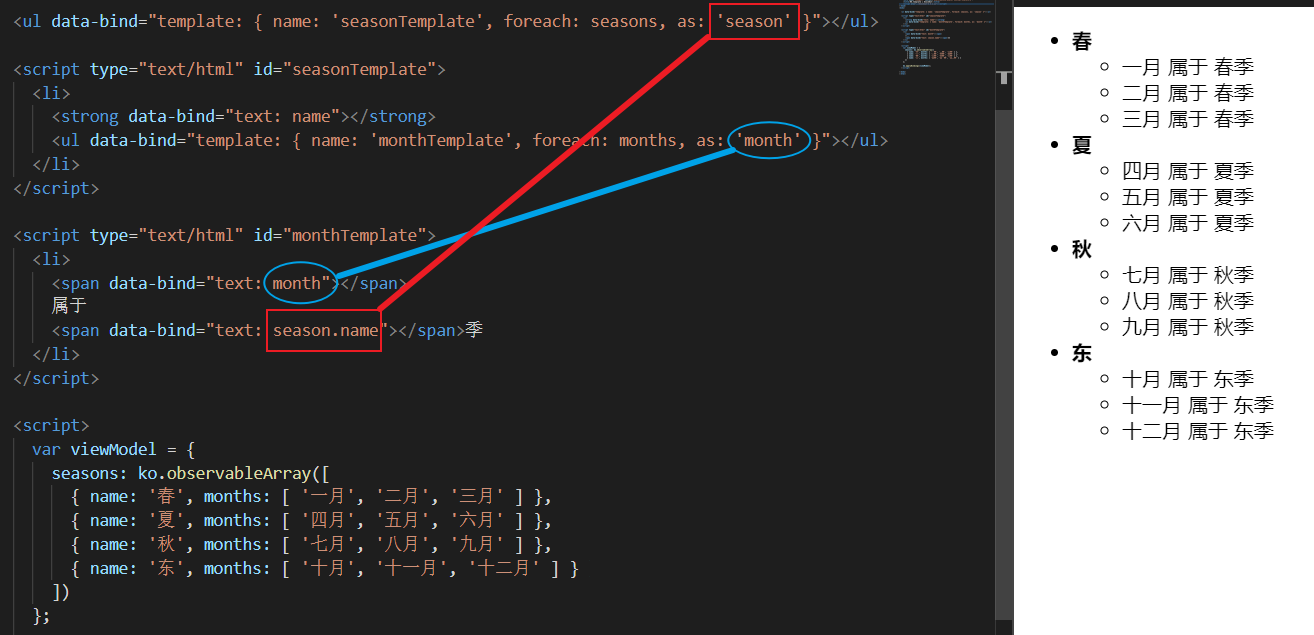 <ul data-bind="template: { name: 'seasonTemplate', foreach: seasons, as: 'season' }"></ul>
<script type="text/html" id="seasonTemplate">
<li>
<strong data-bind="text: name"></strong>
<ul data-bind="template: { name: 'monthTemplate', foreach: months, as: 'month' }"></ul>
</li>
</script>
<script type="text/html" id="monthTemplate">
<li>
<span data-bind="text: month"></span>
属于
<span data-bind="text: season.name"></span>季
</li>
</script>
<script>
var viewModel = {
seasons: ko.observableArray([
{ name: '春', months: [ '一月', '二月', '三月' ] },
{ name: '夏', months: [ '四月', '五月', '六月' ] },
{ name: '秋', months: [ '七月', '八月', '九月' ] },
{ name: '东', months: [ '十月', '十一月', '十二月' ] }
])
};
春
一月 属于 春季
二月 属于 春季
三月 属于 春季
夏
四月 属于 夏季
五月 属于 夏季
六月 属于 夏季
秋
七月 属于 秋季
八月 属于 秋季
九月 属于 秋季
东
十月 属于 东季
十一月 属于 东季
十二月 属于 东季